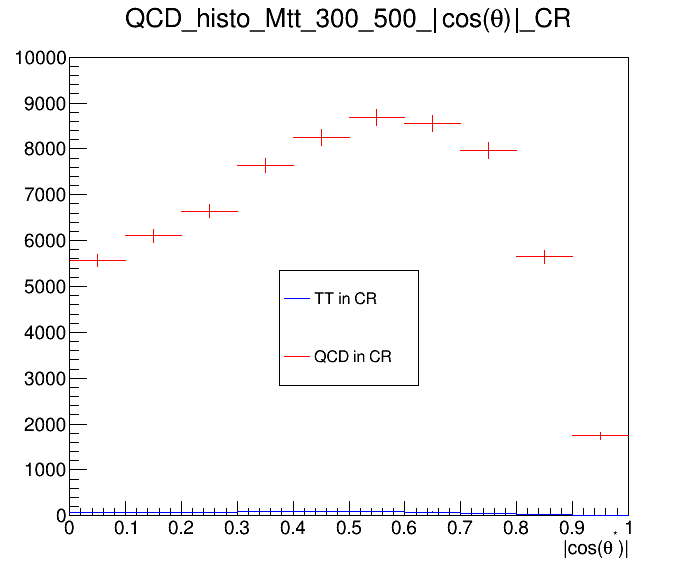 QCD_histo_Mtt_300_500_|cos(θ)|_CR
10000
9000
8000
7000
6000
5000
4000
3000
2000
1000
0
TT in CR
QCD in CR
0 0.1 0.2 0.3 0.4 0.5 0.6 0.7 0.8 0.9 1
|cos(θ*)|